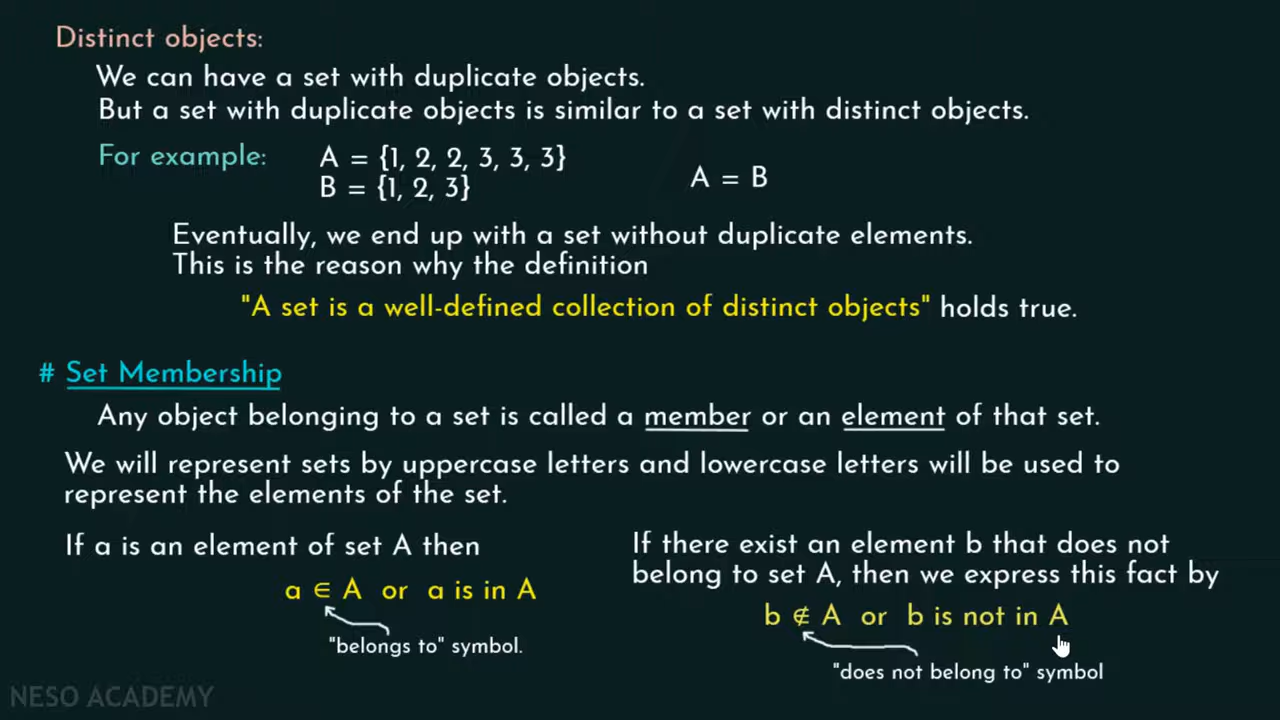 Distinct objects:
We can have a set with duplicate objects.
But a set with duplicate objects is similar to a set with distinct objects.
For example:
A = {1, 2, 2, 3, 3, 3}
B = {1, 2, 3}
A = B
Eventually, we end up with a set without duplicate elements.
This is the reason why the definition
"A set is a well-defined collection of distinct objects" holds true.
# Set Membership
Any object belonging to a set is called a member or an element of that set.
We will represent sets by uppercase letters and lowercase letters will be used to
represent the elements of the set.
If a is an element of set A then
a ∈ A or a is in A
"belongs to" symbol.
If there exist an element b that does not
belong to set A, then we express this fact by
b ∉ A or b is not in A
"does not belong to" symbol
NESO ACADEMY